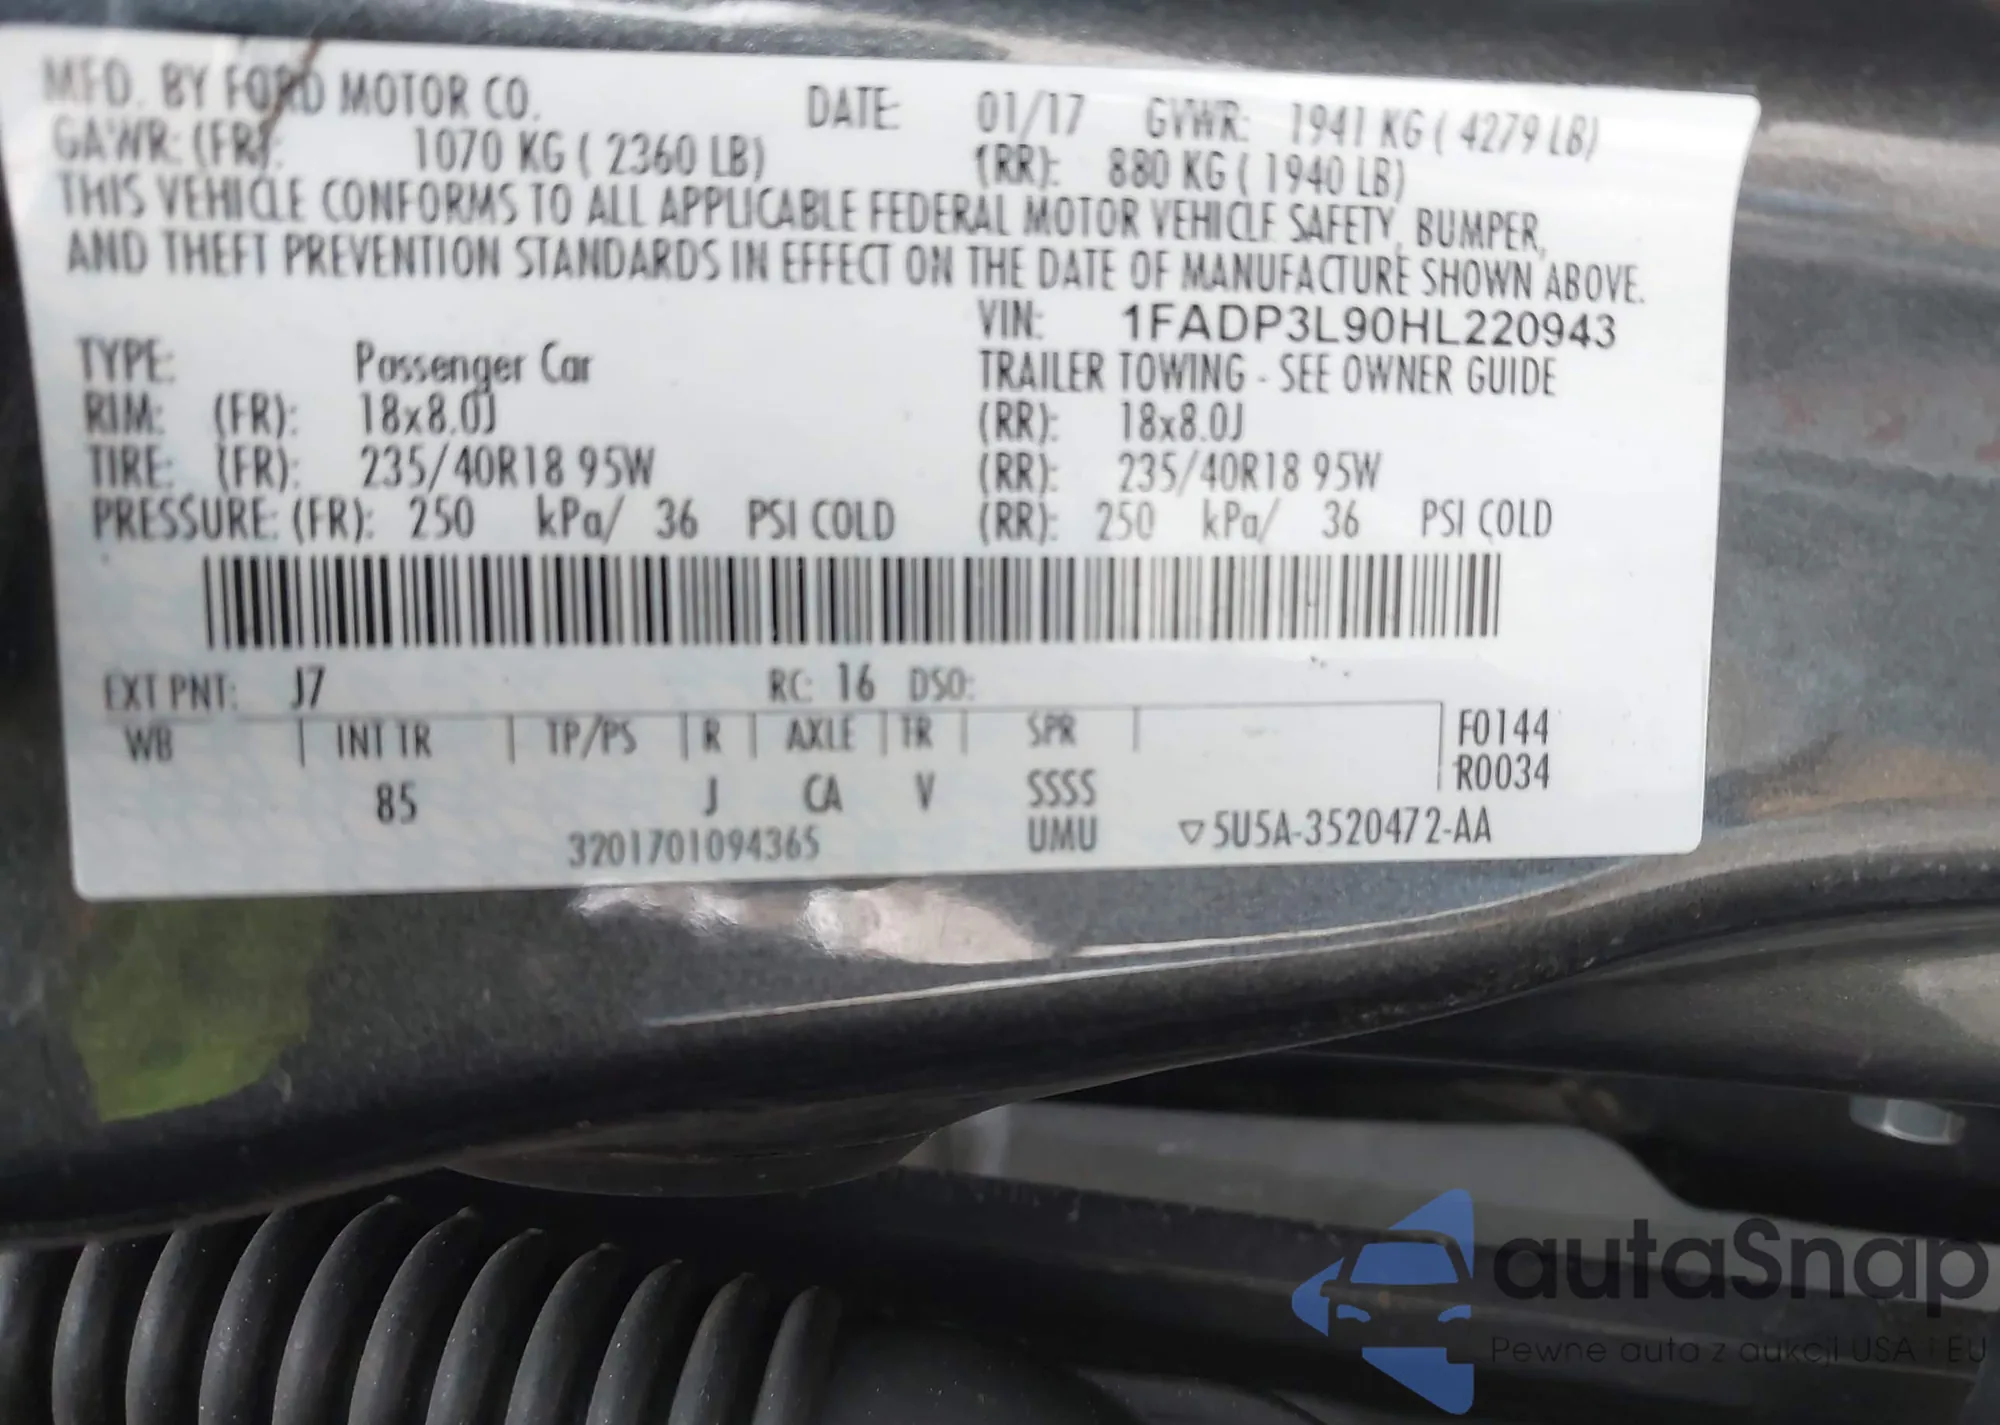 MFD. BY FORD MOTOR CO. DATE: 01/17 GVWR: 1941 KG ( 4279 LB)
GAWR: (FR): 1070 KG ( 2360 LB) (RR): 880 KG ( 1940 LB)
THIS VEHICLE CONFORMS TO ALL APPLICABLE FEDERAL MOTOR VEHICLE SAFETY, BUMPER,
AND THEFT PREVENTION STANDARDS IN EFFECT ON THE DATE OF MANUFACTURE SHOWN ABOVE.
VIN: 1FADP3L90HL220943
TYPE: Passenger Car TRAILER TOWING - SEE OWNER GUIDE
RIM: (FR): 18x8.0J (RR): 18x8.0J
TIRE: (FR): 235/40R18 95W (RR): 235/40R18 95W
PRESSURE: (FR): 250 kPa/ 36 PSI COLD (RR): 250 kPa/ 36 PSI COLD
EXT PNT: J7 RC: 16 DSO:
WB INT TR TP/PS R AXLE TR SPR F0144
85 J CA V SSSS R0034
3201701094365 UMU ▽5U5A-3520472-AA
autaSnap
Pewne auta z aukcji USA i EU